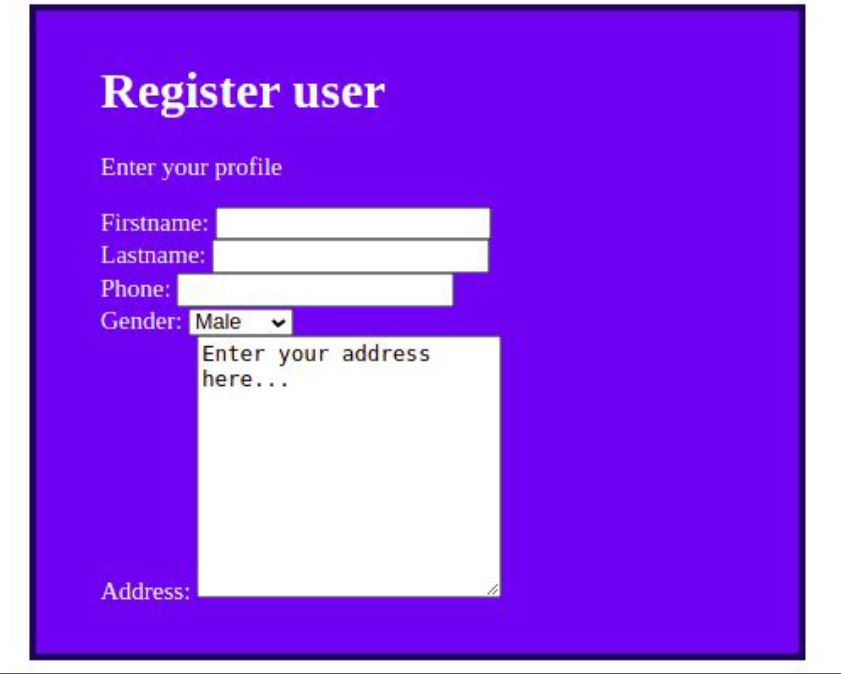 Register user
Enter your profile
Firstname:
Lastname:
Phone:
Gender: Male
Enter your address
here...
Address: